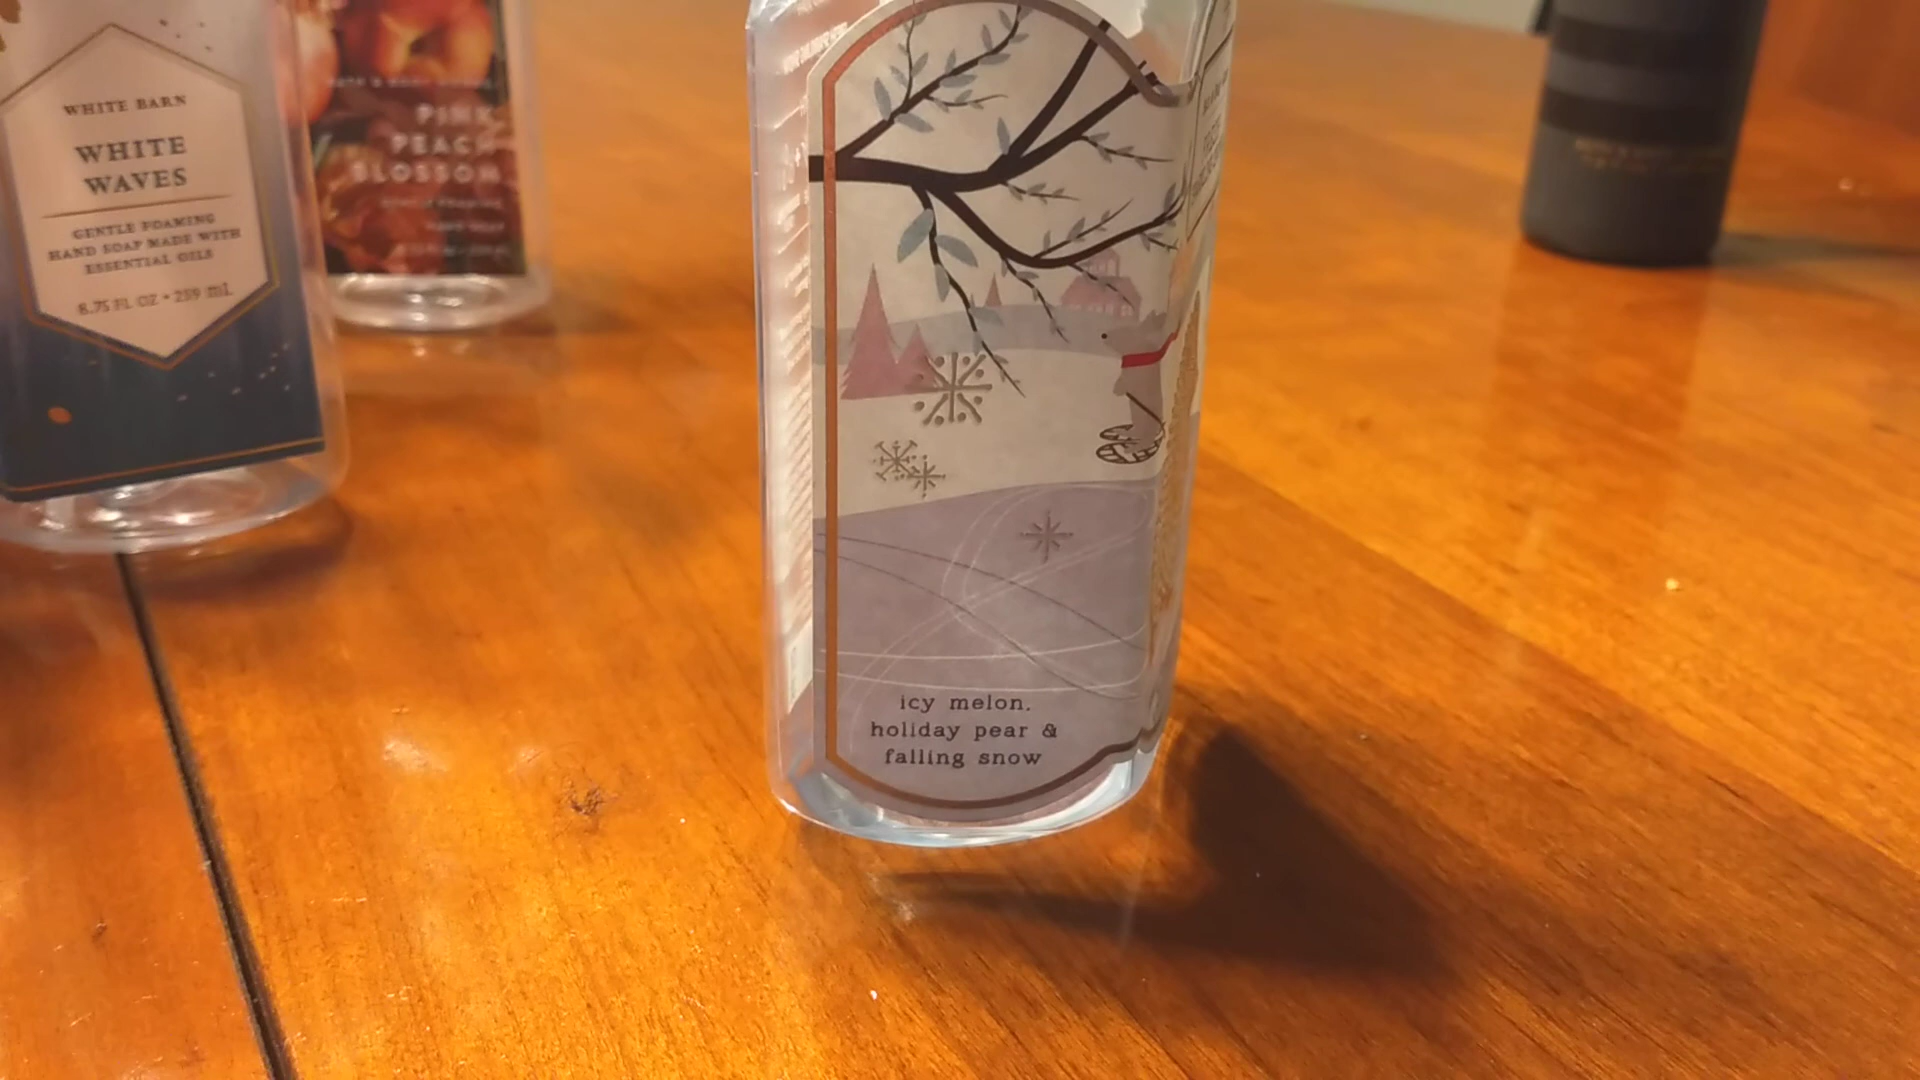 WHITE BARN
WHITE
WAVES
GENTLE FOAMING
HAND SOAP MADE WITH
ESSENTIAL OILS
8.75 FL OZ • 259 mL
PINK
PEACH
BLOSSOM
icy melon,
holiday pear &
falling snow